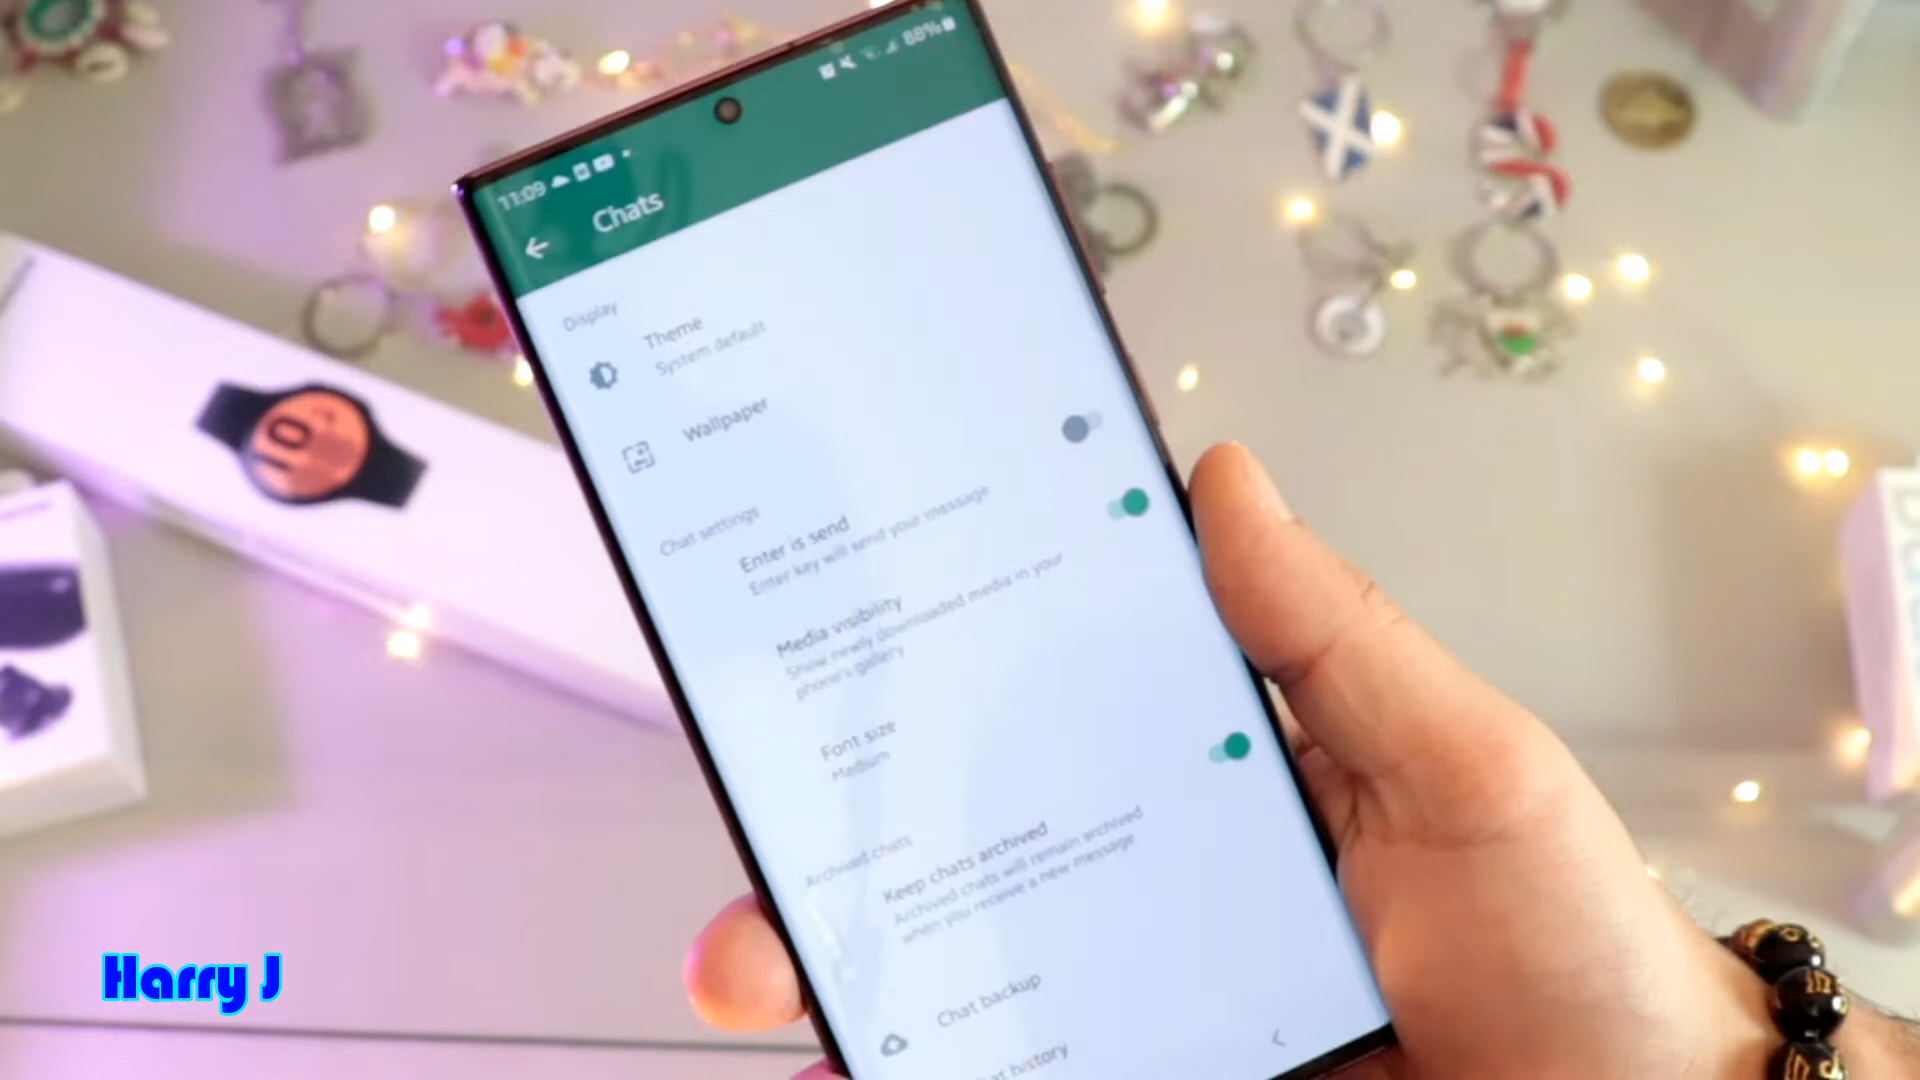 11:09
88%
Chats
Display
Theme
System default
Wallpaper
Chat settings
Enter is send
Enter key will send your message
Media visibility
Show newly downloaded media in your
phone's gallery
Font size
Medium
Archived chats
Keep chats archived
Archived chats will remain archived
when you receive a new message
Chat backup
history
10
Harry J